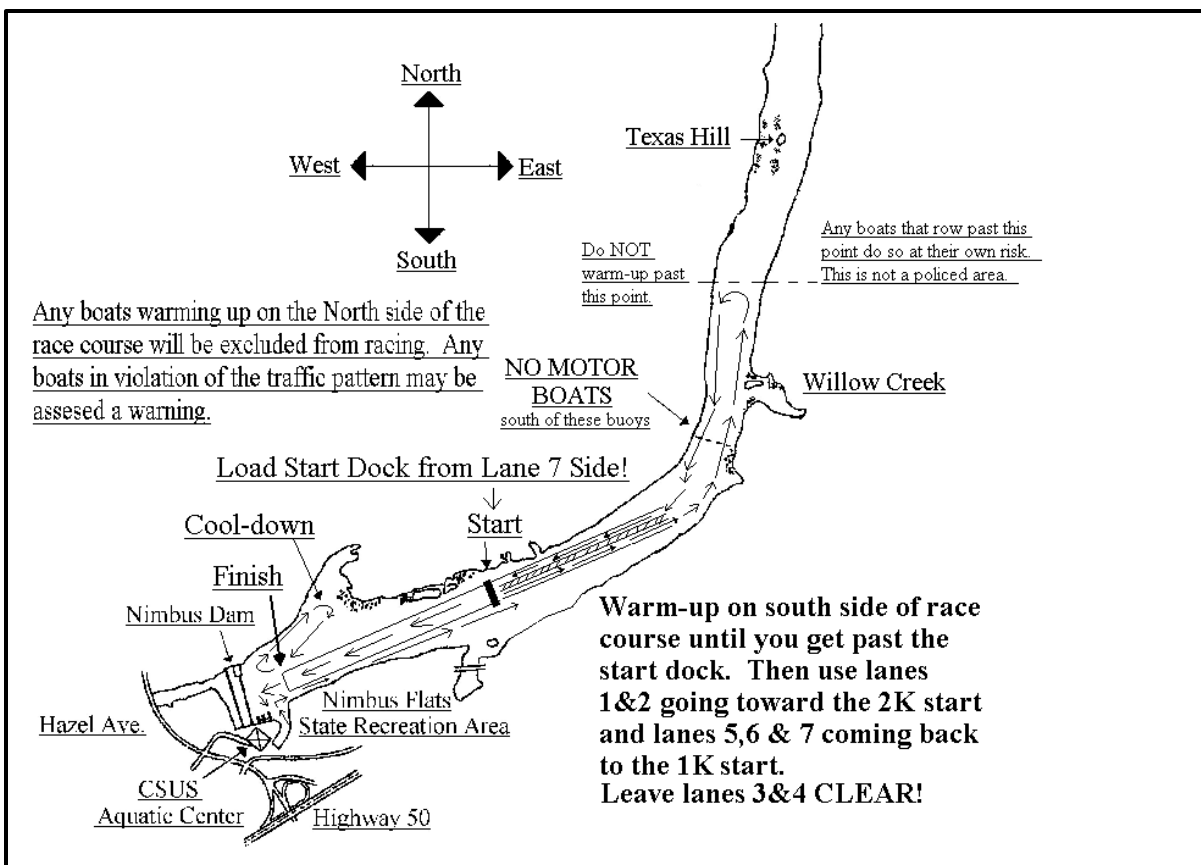 North
West
East
South
Texas Hill
Do NOT
warm-up past
this point.
Any boats that row past this
point do so at their own risk.
This is not a policed area.
Any boats warming up on the North side of the
race course will be excluded from racing. Any
boats in violation of the traffic pattern may be
assesed a warning.
NO MOTOR
BOATS
south of these buoys
Willow Creek
Load Start Dock from Lane 7 Side!
Start
Cool-down
Finish
Nimbus Dam
Nimbus Flats
State Recreation Area
Hazel Ave.
CSUS
Aquatic Center
Highway 50
Warm-up on south side of race
course until you get past the
start dock. Then use lanes
1&2 going toward the 2K start
and lanes 5,6 & 7 coming back
to the 1K start.
Leave lanes 3&4 CLEAR!